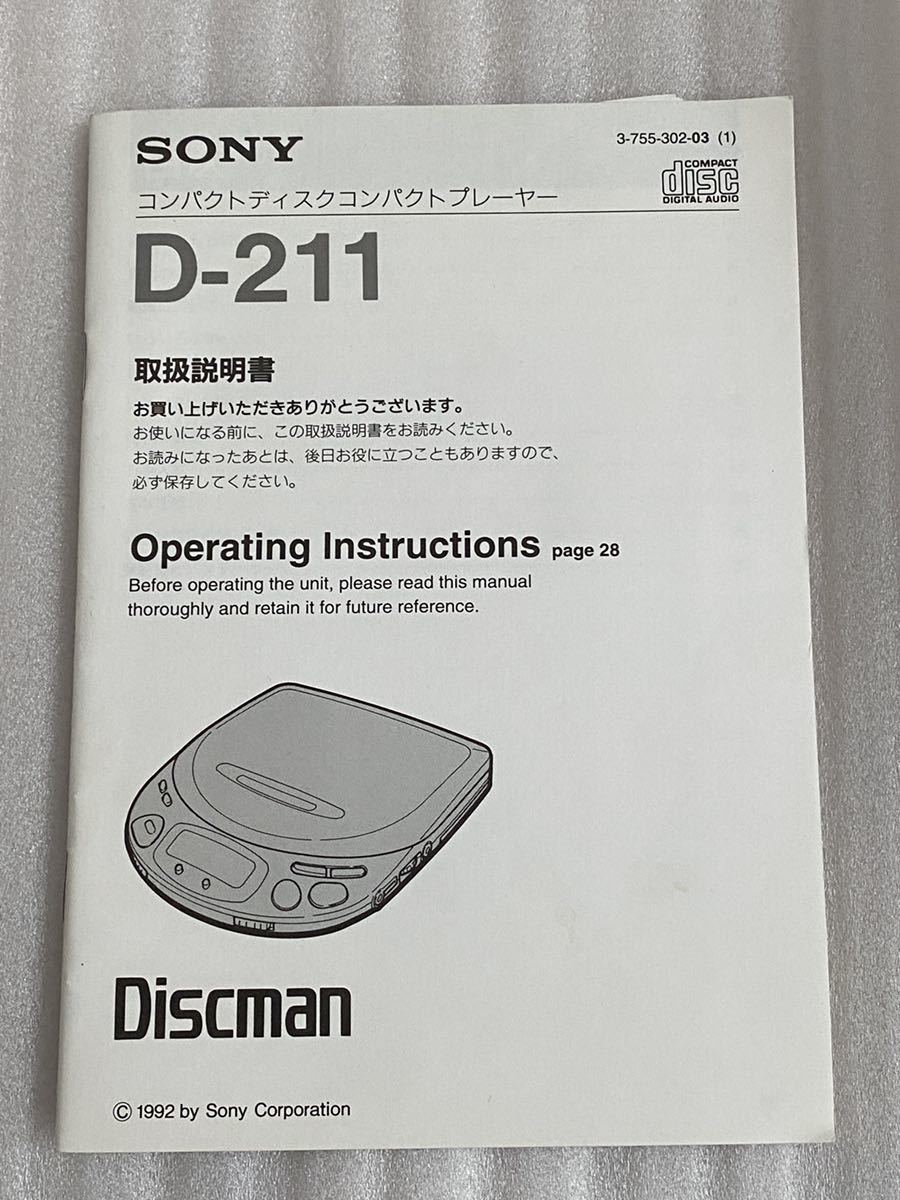 SONY
3-755-302-03 (1)
コンパクトディスクコンパクトプレーヤー
COMPACT
disc
DIGITAL AUDIO
D-211
取扱説明書
お買い上げいただきありがとうございます。
お使いになる前に、この取扱説明書をお読みください。
お読みになったあとは、後日お役に立つこともありますので、
必ず保存してください。
Operating Instructions page 28
Before operating the unit, please read this manual
thoroughly and retain it for future reference.
Discman
© 1992 by Sony Corporation